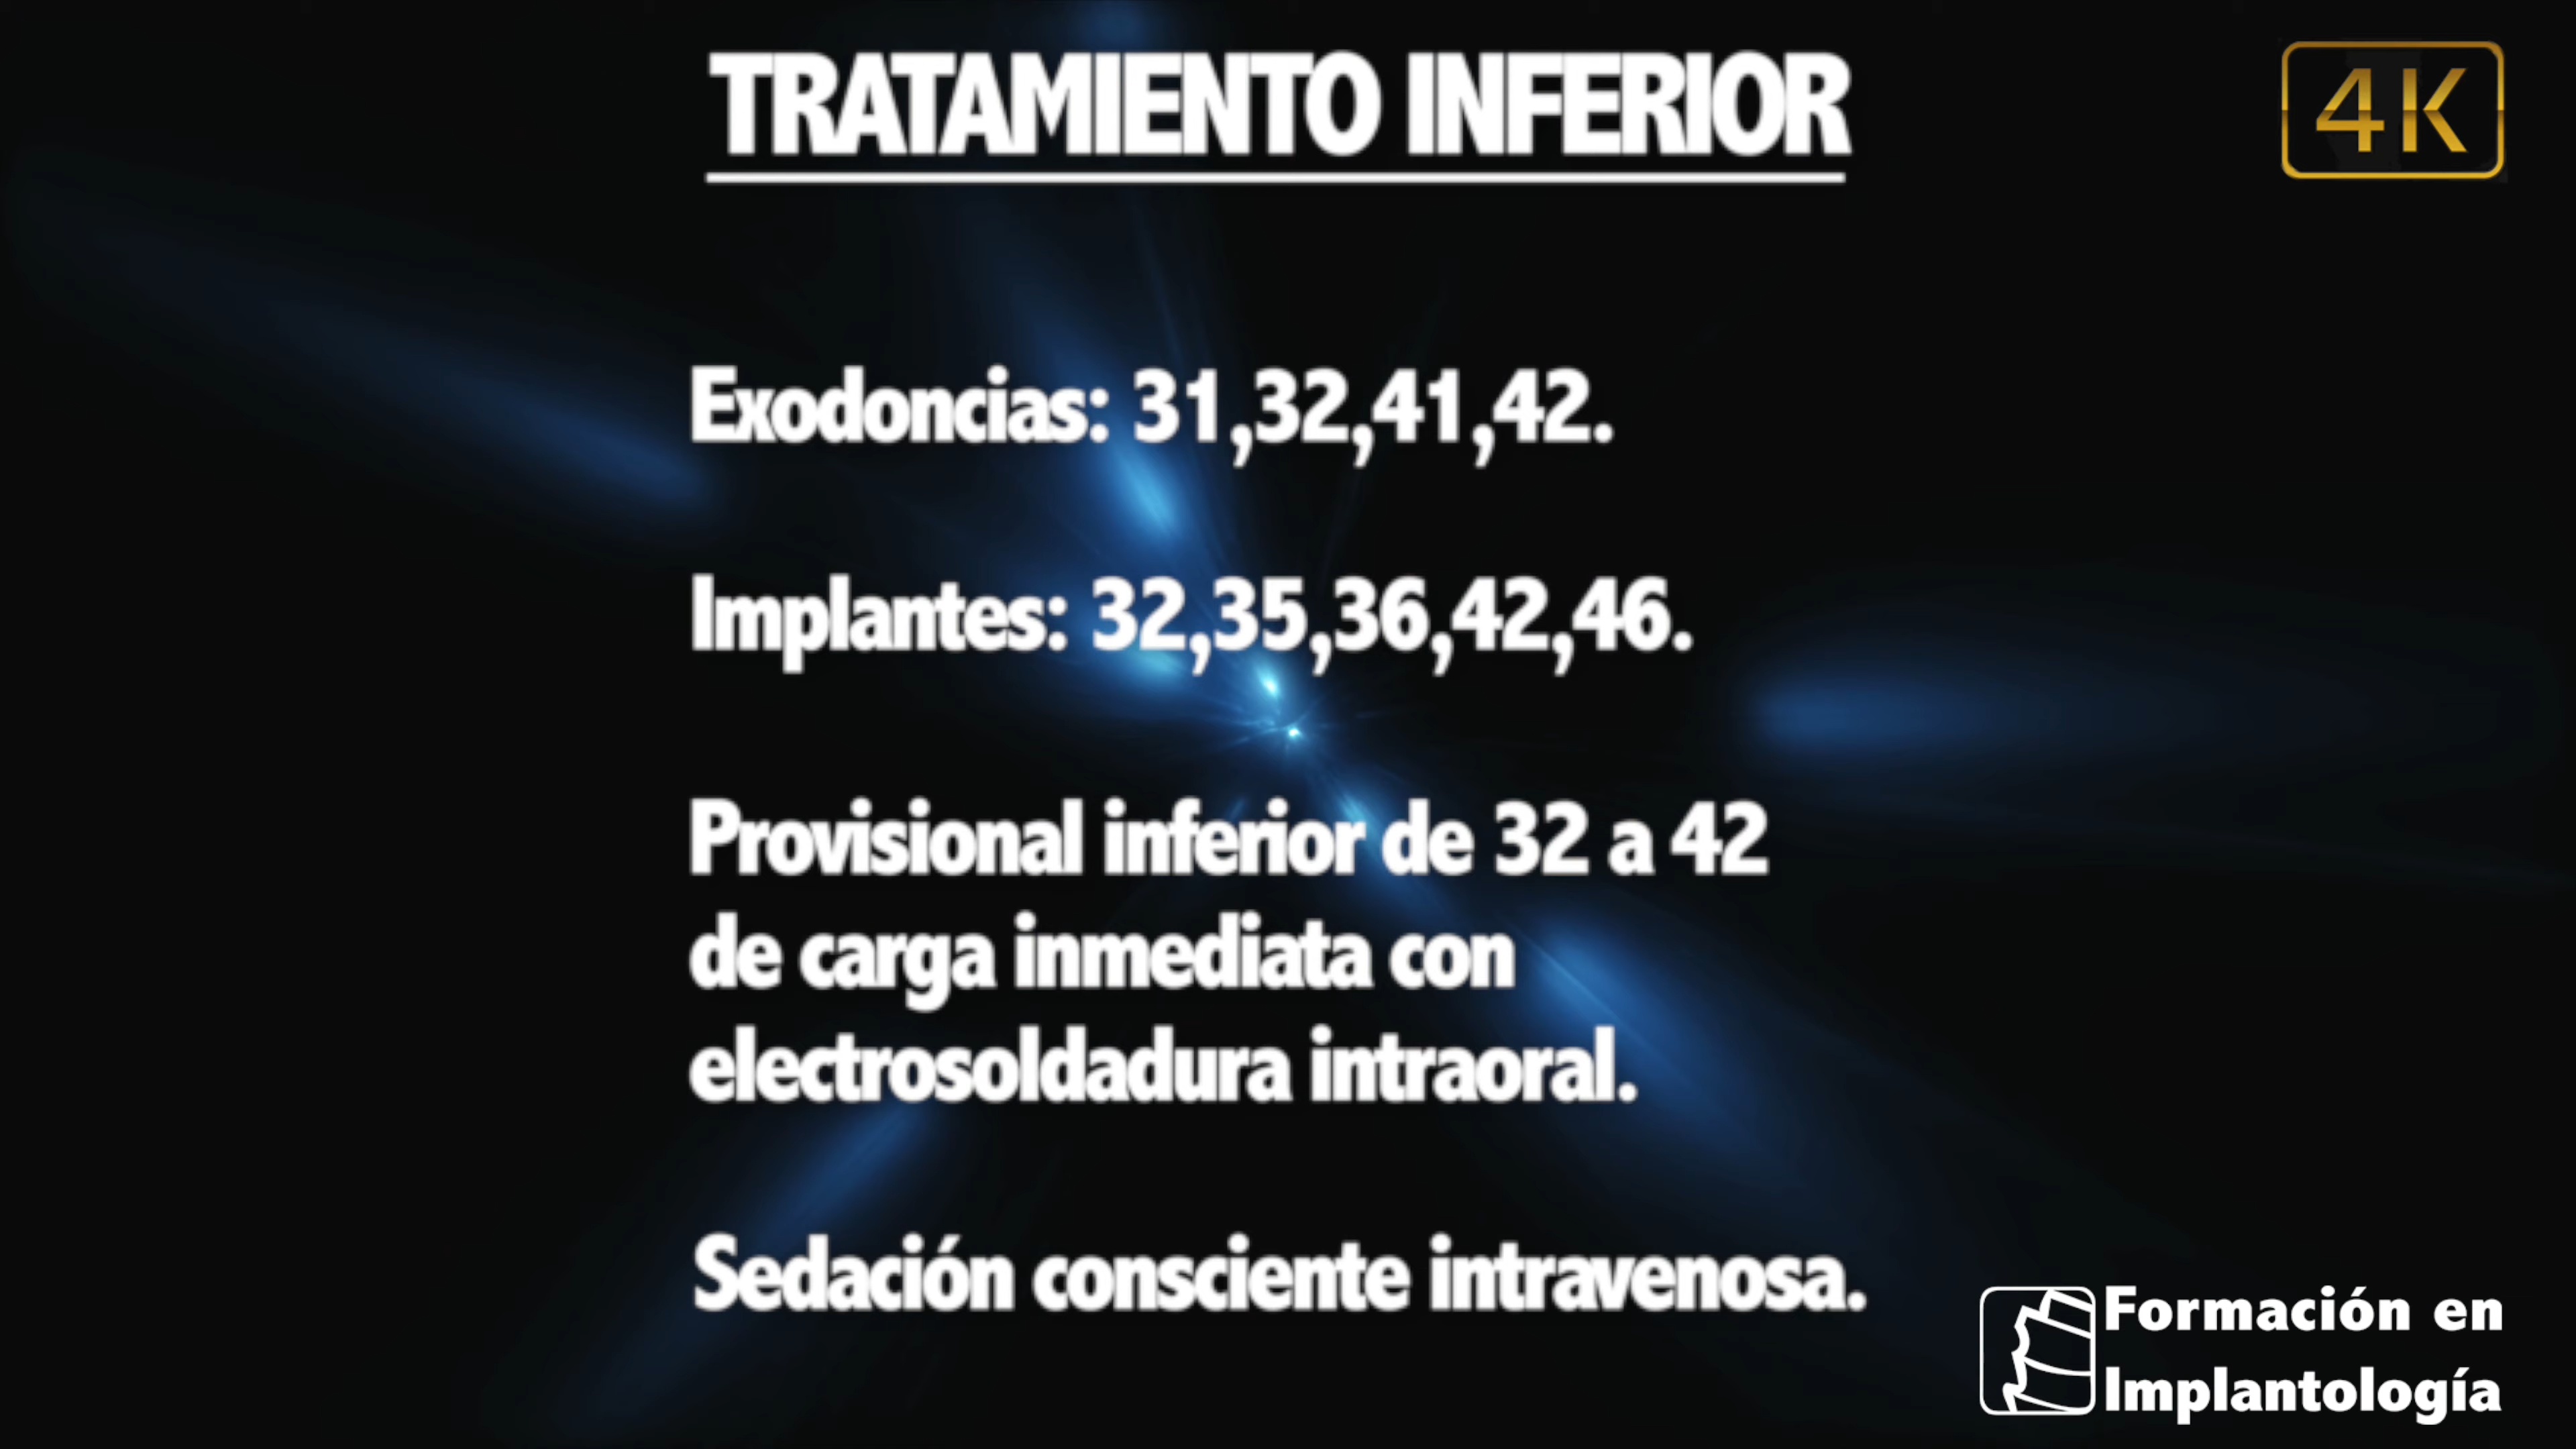 TRATAMIENTO INFERIOR
4K
Exodoncias: 31,32,41,42.
Implantes: 32,35,36,42,46.
Provisional inferior de 32 a 42
de carga inmediata con
electrosoldadura intraoral.
Sedación consciente intravenosa.
Formación en
Implantología